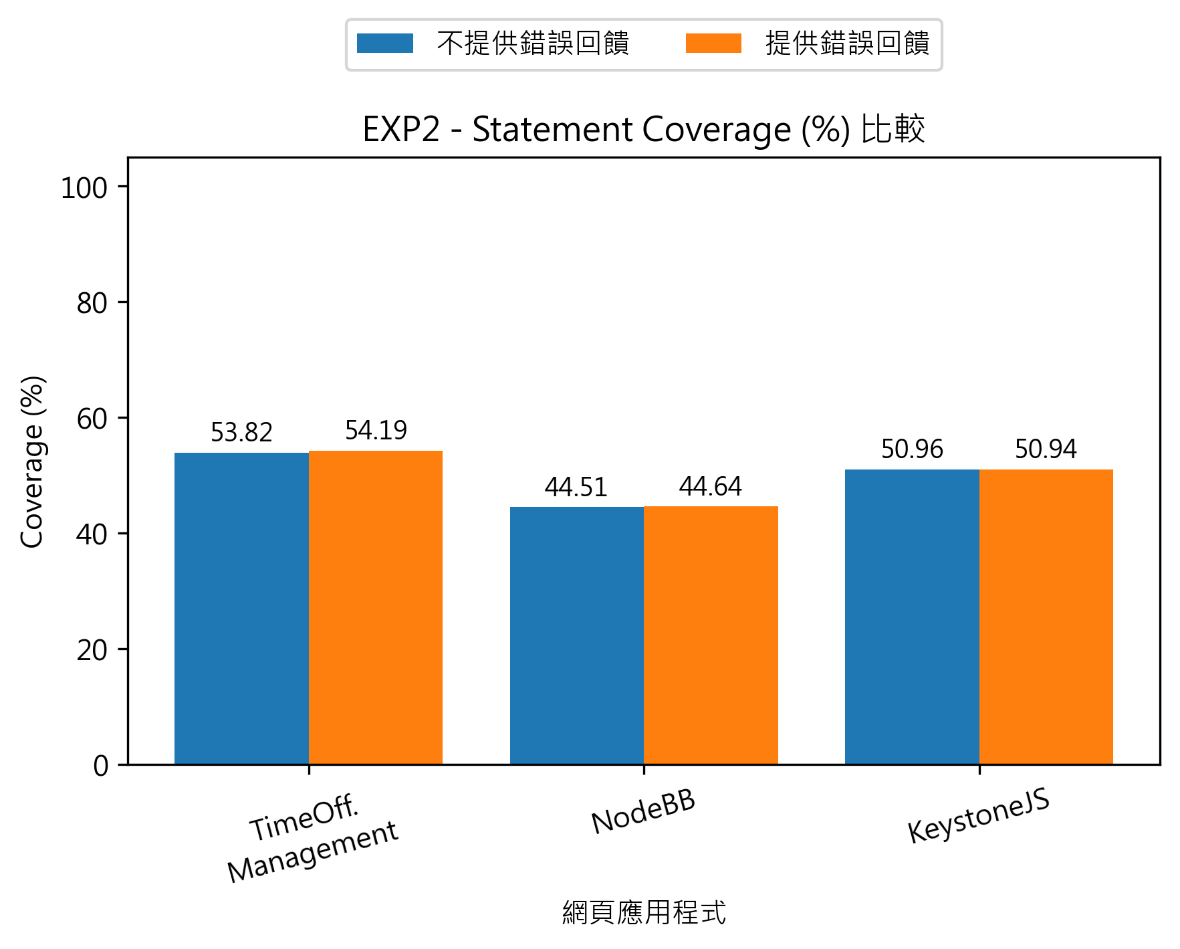 不提供錯誤回饋
提供錯誤回饋
EXP2 - Statement Coverage (%) 比較
Coverage (%)
100
80
60
40
20
0
53.82
54.19
44.51
44.64
50.96
50.94
TimeOff.
Management
NodeBB
KeystoneJS
網頁應用程式